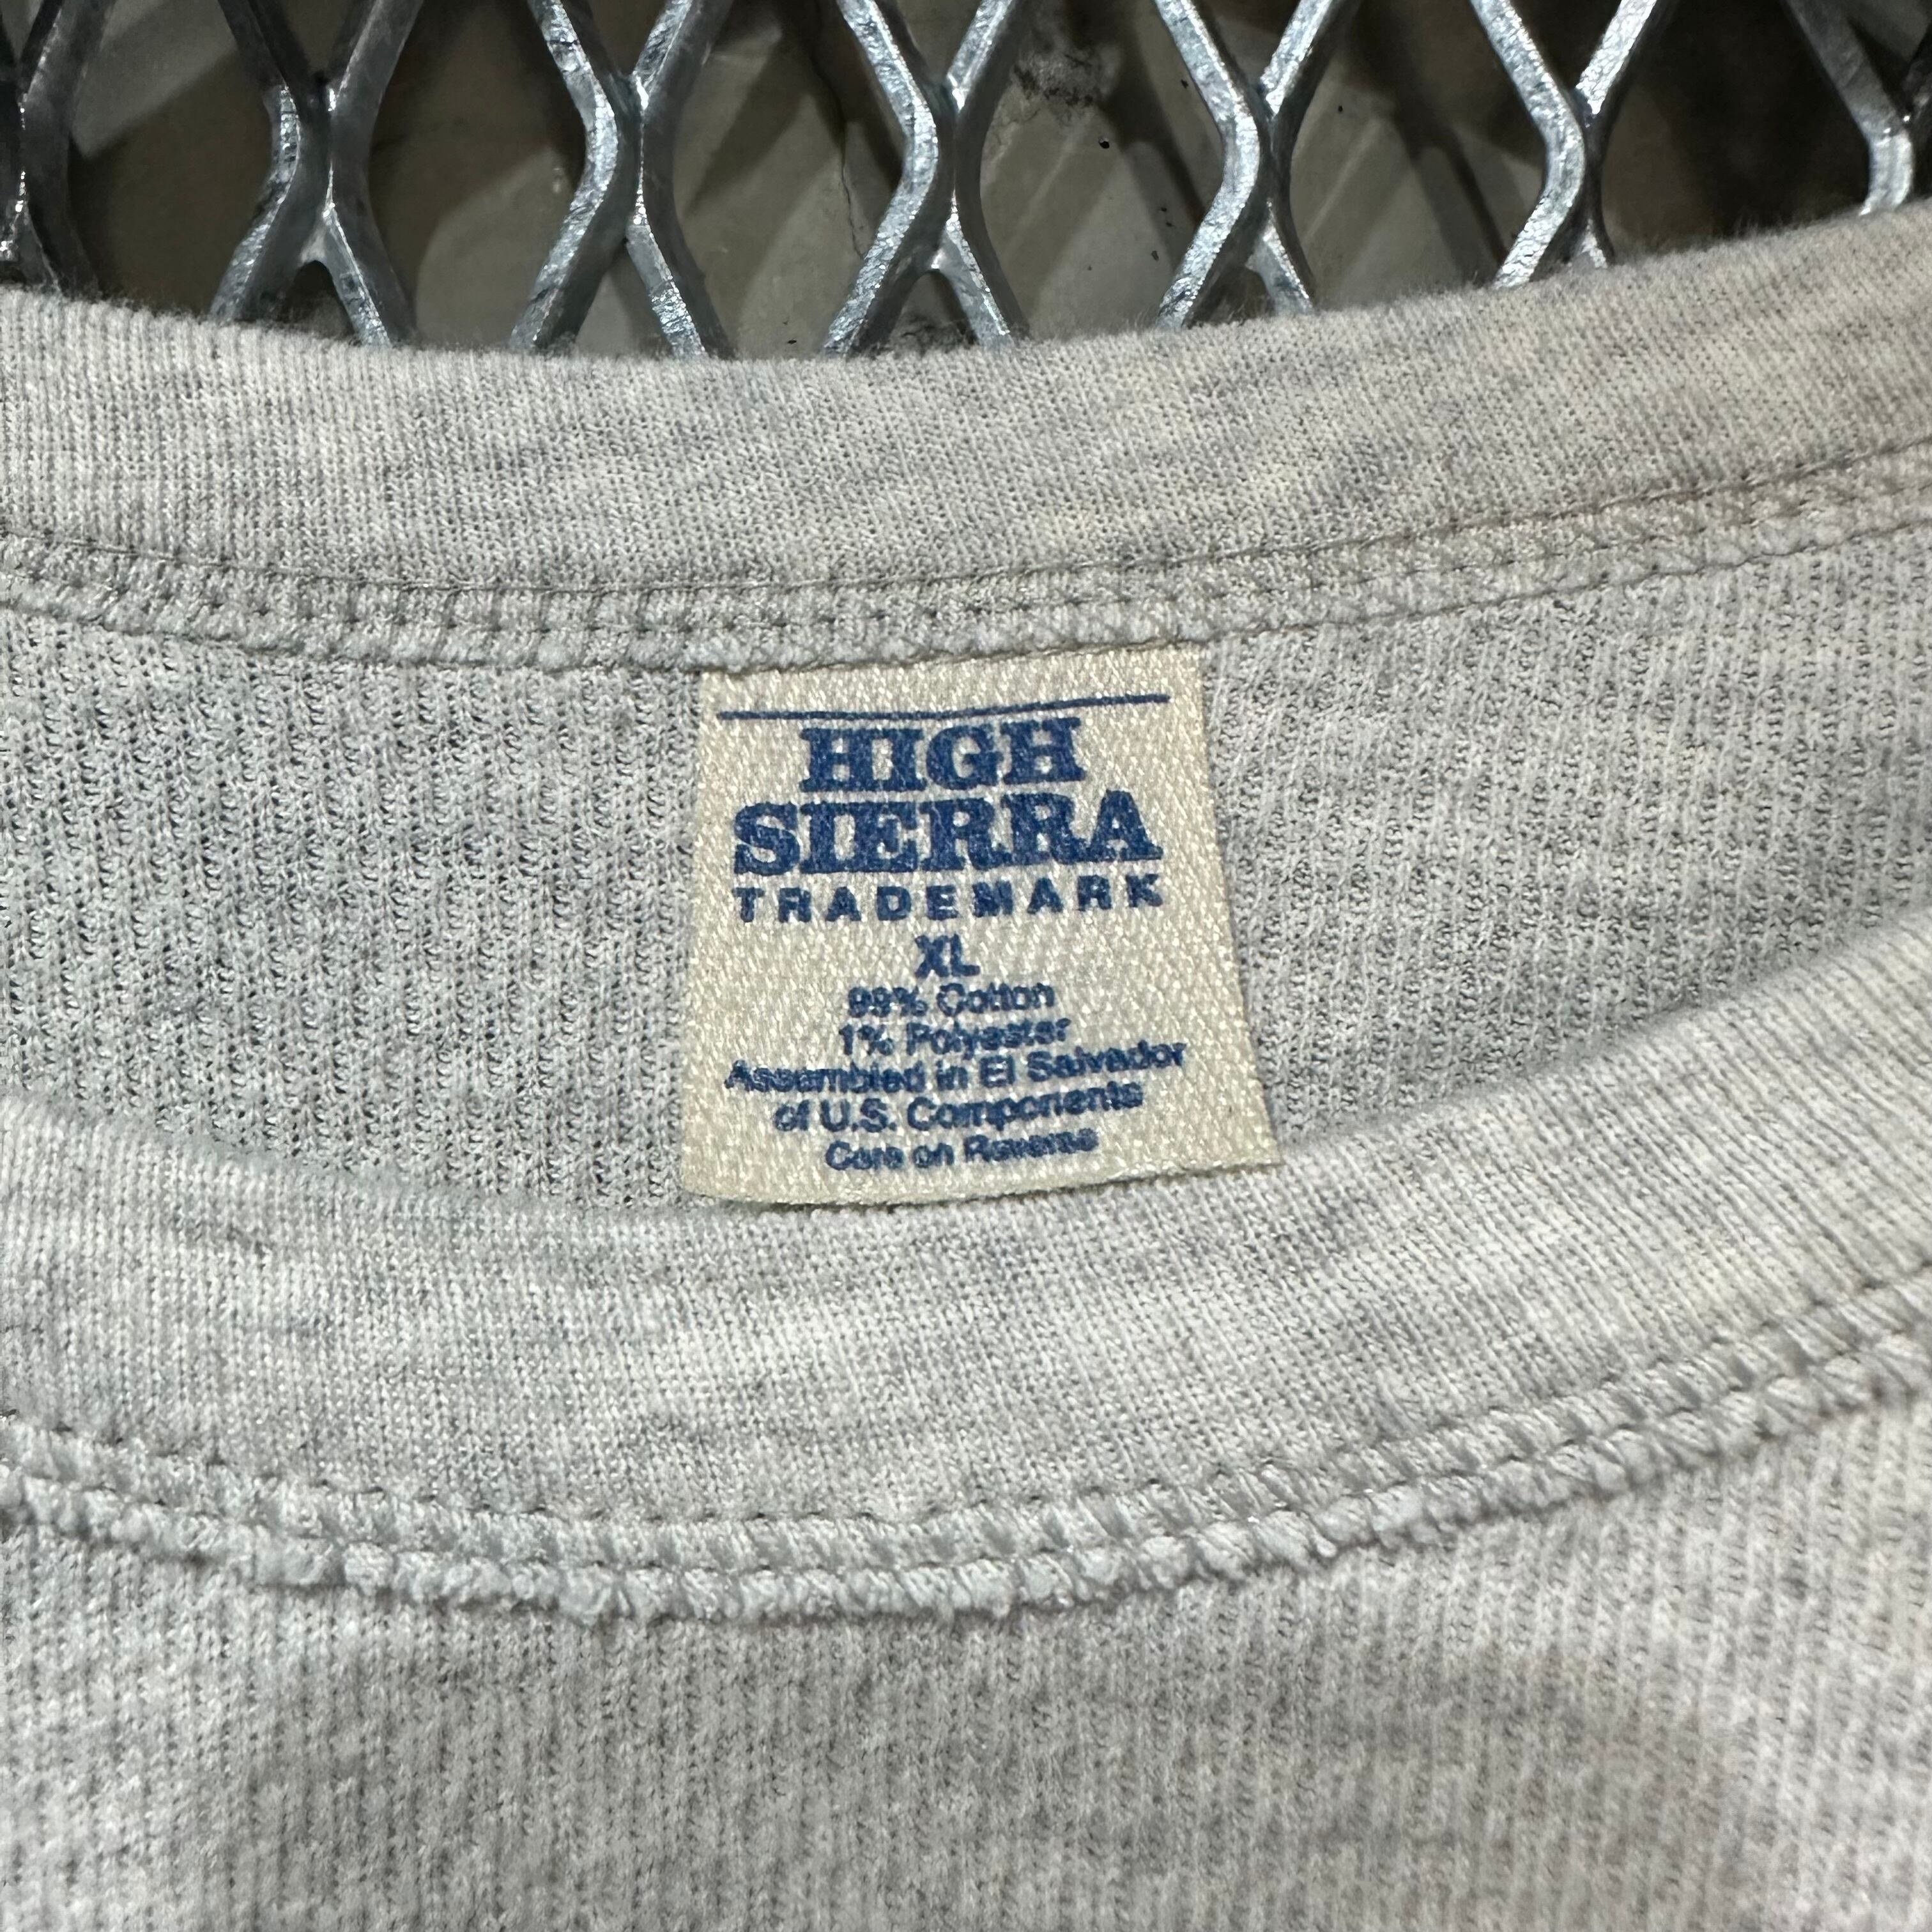 HIGH
SIERRA
TRADEMARK
XL
99% Cotton
1% Polyester
Assembled in El Salvador
of U.S. Components
Care on Reverse